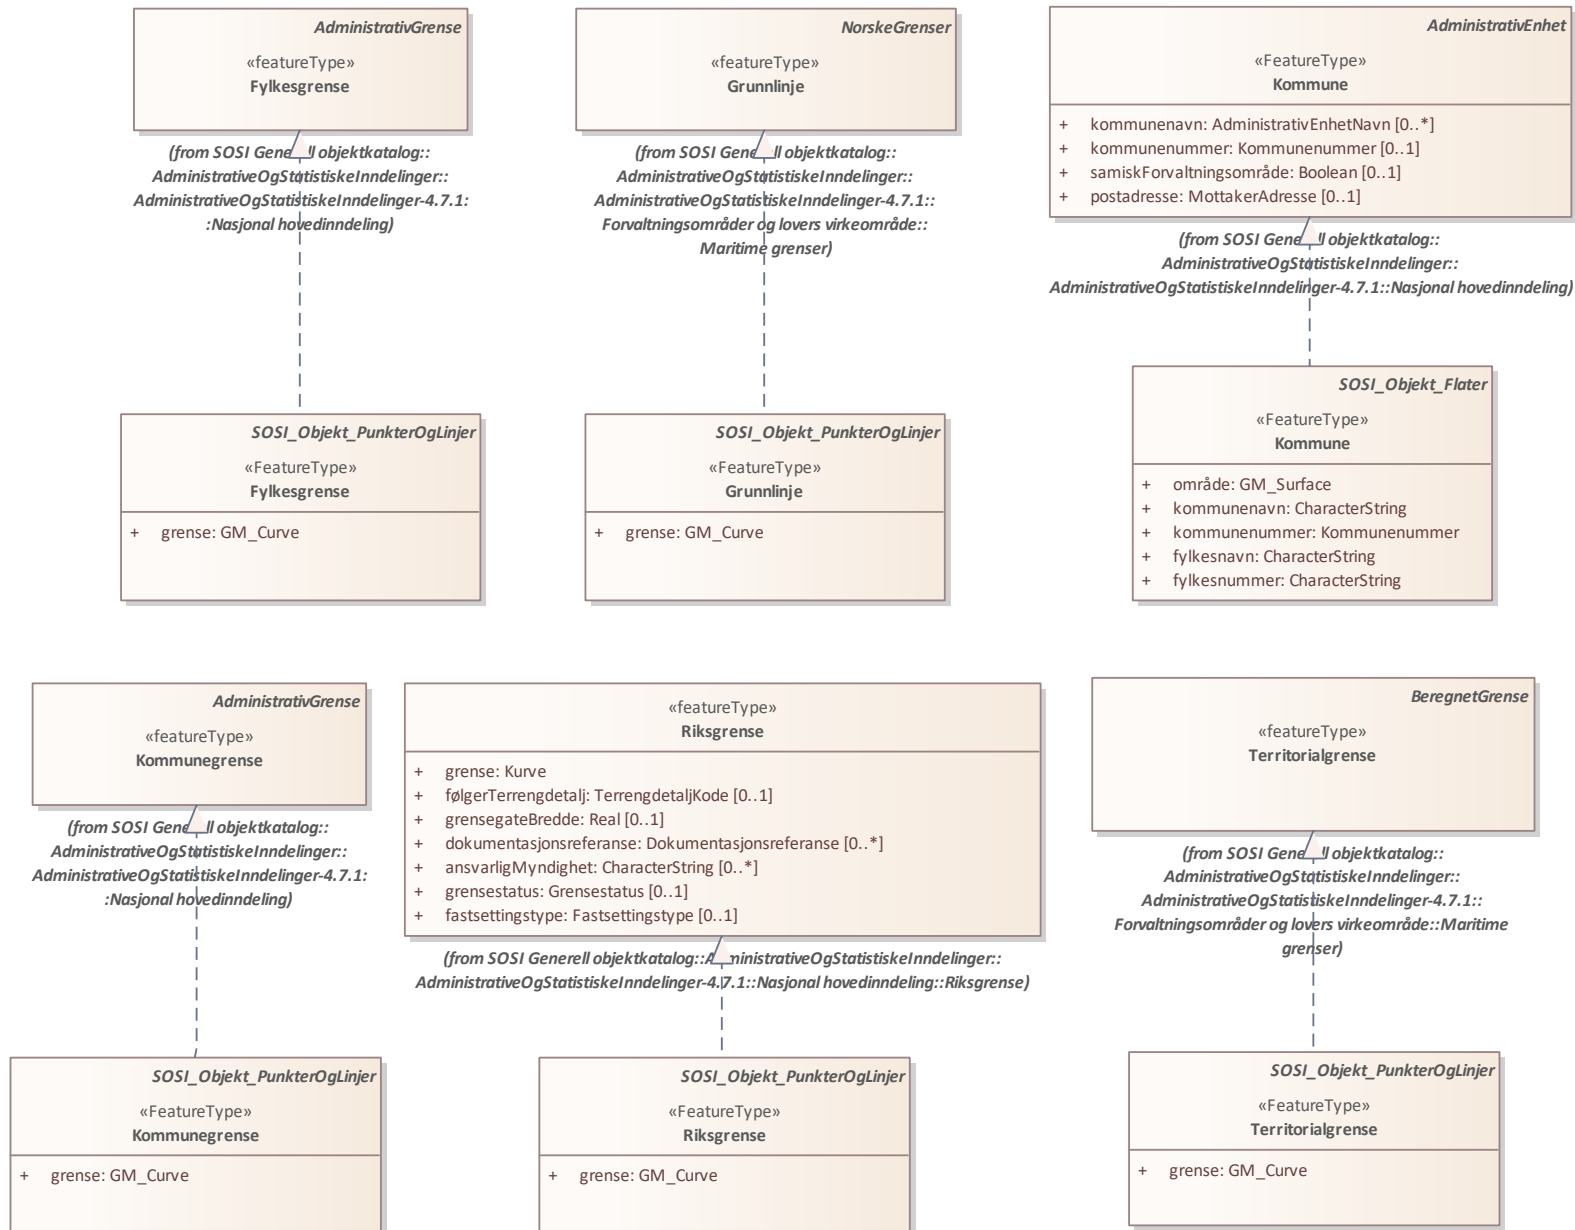 AdministrativGrense
«featureType»
Fylkesgrense
(from SOSI Generell objektkatalog::
AdministrativeOgStatistiskeInndelinger::
AdministrativeOgStatistiskeInndelinger-4.7.1:
:Nasjonal hovedinndeling)
SOSI_Objekt_PunkterOgLinjer
«FeatureType»
Fylkesgrense
+ grense: GM_Curve
NorskeGrenser
«featureType»
Grunnlinje
(from SOSI Generell objektkatalog::
AdministrativeOgStatistiskeInndelinger::
AdministrativeOgStatistiskeInndelinger-4.7.1::
Forvaltningsområder og lovers virkeområde::
Maritime grenser)
SOSI_Objekt_PunkterOgLinjer
«FeatureType»
Grunnlinje
+ grense: GM_Curve
AdministrativEnhet
«FeatureType»
Kommune
+ kommunenavn: AdministrativEnhetNavn [0..*]
+ kommunenummer: Kommunenummer [0..1]
+ samiskForvaltningsområde: Boolean [0..1]
+ postadresse: MottakerAdresse [0..1]
(from SOSI Generell objektkatalog::
AdministrativeOgStatistiskeInndelinger::
AdministrativeOgStatistiskeInndelinger-4.7.1::Nasjonal hovedinndeling)
SOSI_Objekt_Flater
«FeatureType»
Kommune
+ område: GM_Surface
+ kommunenavn: CharacterString
+ kommunenummer: Kommunenummer
+ fylkesnavn: CharacterString
+ fylkesnummer: CharacterString
AdministrativGrense
«featureType»
Kommunegrense
(from SOSI Generell objektkatalog::
AdministrativeOgStatistiskeInndelinger::
AdministrativeOgStatistiskeInndelinger-4.7.1:
:Nasjonal hovedinndeling)
SOSI_Objekt_PunkterOgLinjer
«FeatureType»
Kommunegrense
+ grense: GM_Curve
«featureType»
Riksgrense
+ grense: Kurve
+ følgerTerrengdetalj: TerrengdetaljKode [0..1]
+ grensegateBredde: Real [0..1]
+ dokumentasjonsreferanse: Dokumentasjonsreferanse [0..*]
+ ansvarligMyndighet: CharacterString [0..*]
+ grensestatus: Grensestatus [0..1]
+ fastsettingstype: Fastsettingstype [0..1]
(from SOSI Generell objektkatalog::AdministrativeOgStatistiskeInndelinger::
AdministrativeOgStatistiskeInndelinger-4.7.1::Nasjonal hovedinndeling::Riksgrense)
SOSI_Objekt_PunkterOgLinjer
«FeatureType»
Riksgrense
+ grense: GM_Curve
BeregnetGrense
«featureType»
Territorialgrense
(from SOSI Generell objektkatalog::
AdministrativeOgStatistiskeInndelinger::
AdministrativeOgStatistiskeInndelinger-4.7.1::
Forvaltningsområder og lovers virkeområde::Maritime
grenser)
SOSI_Objekt_PunkterOgLinjer
«FeatureType»
Territorialgrense
+ grense: GM_Curve